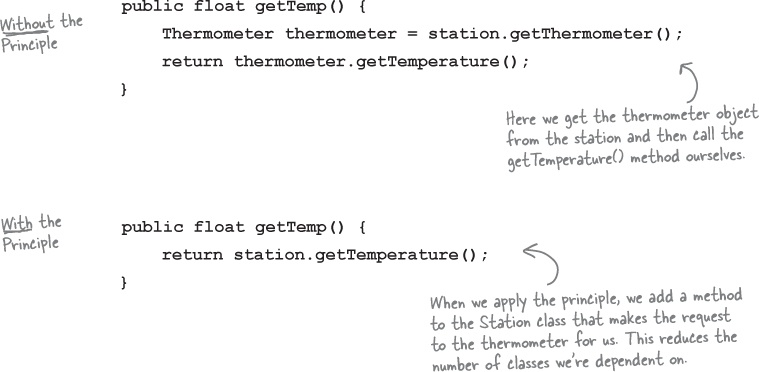 Without the
Principle
public float getTemp() {
Thermometer thermometer = station.getThermometer();
return thermometer.getTemperature();
}
Here we get the thermometer object
from the station and then call the
getTemperature() method ourselves.
With the
Principle
public float getTemp() {
return station.getTemperature();
}
When we apply the principle, we add a method
to the Station class that makes the request
to the thermometer for us. This reduces the
number of classes we're dependent on.